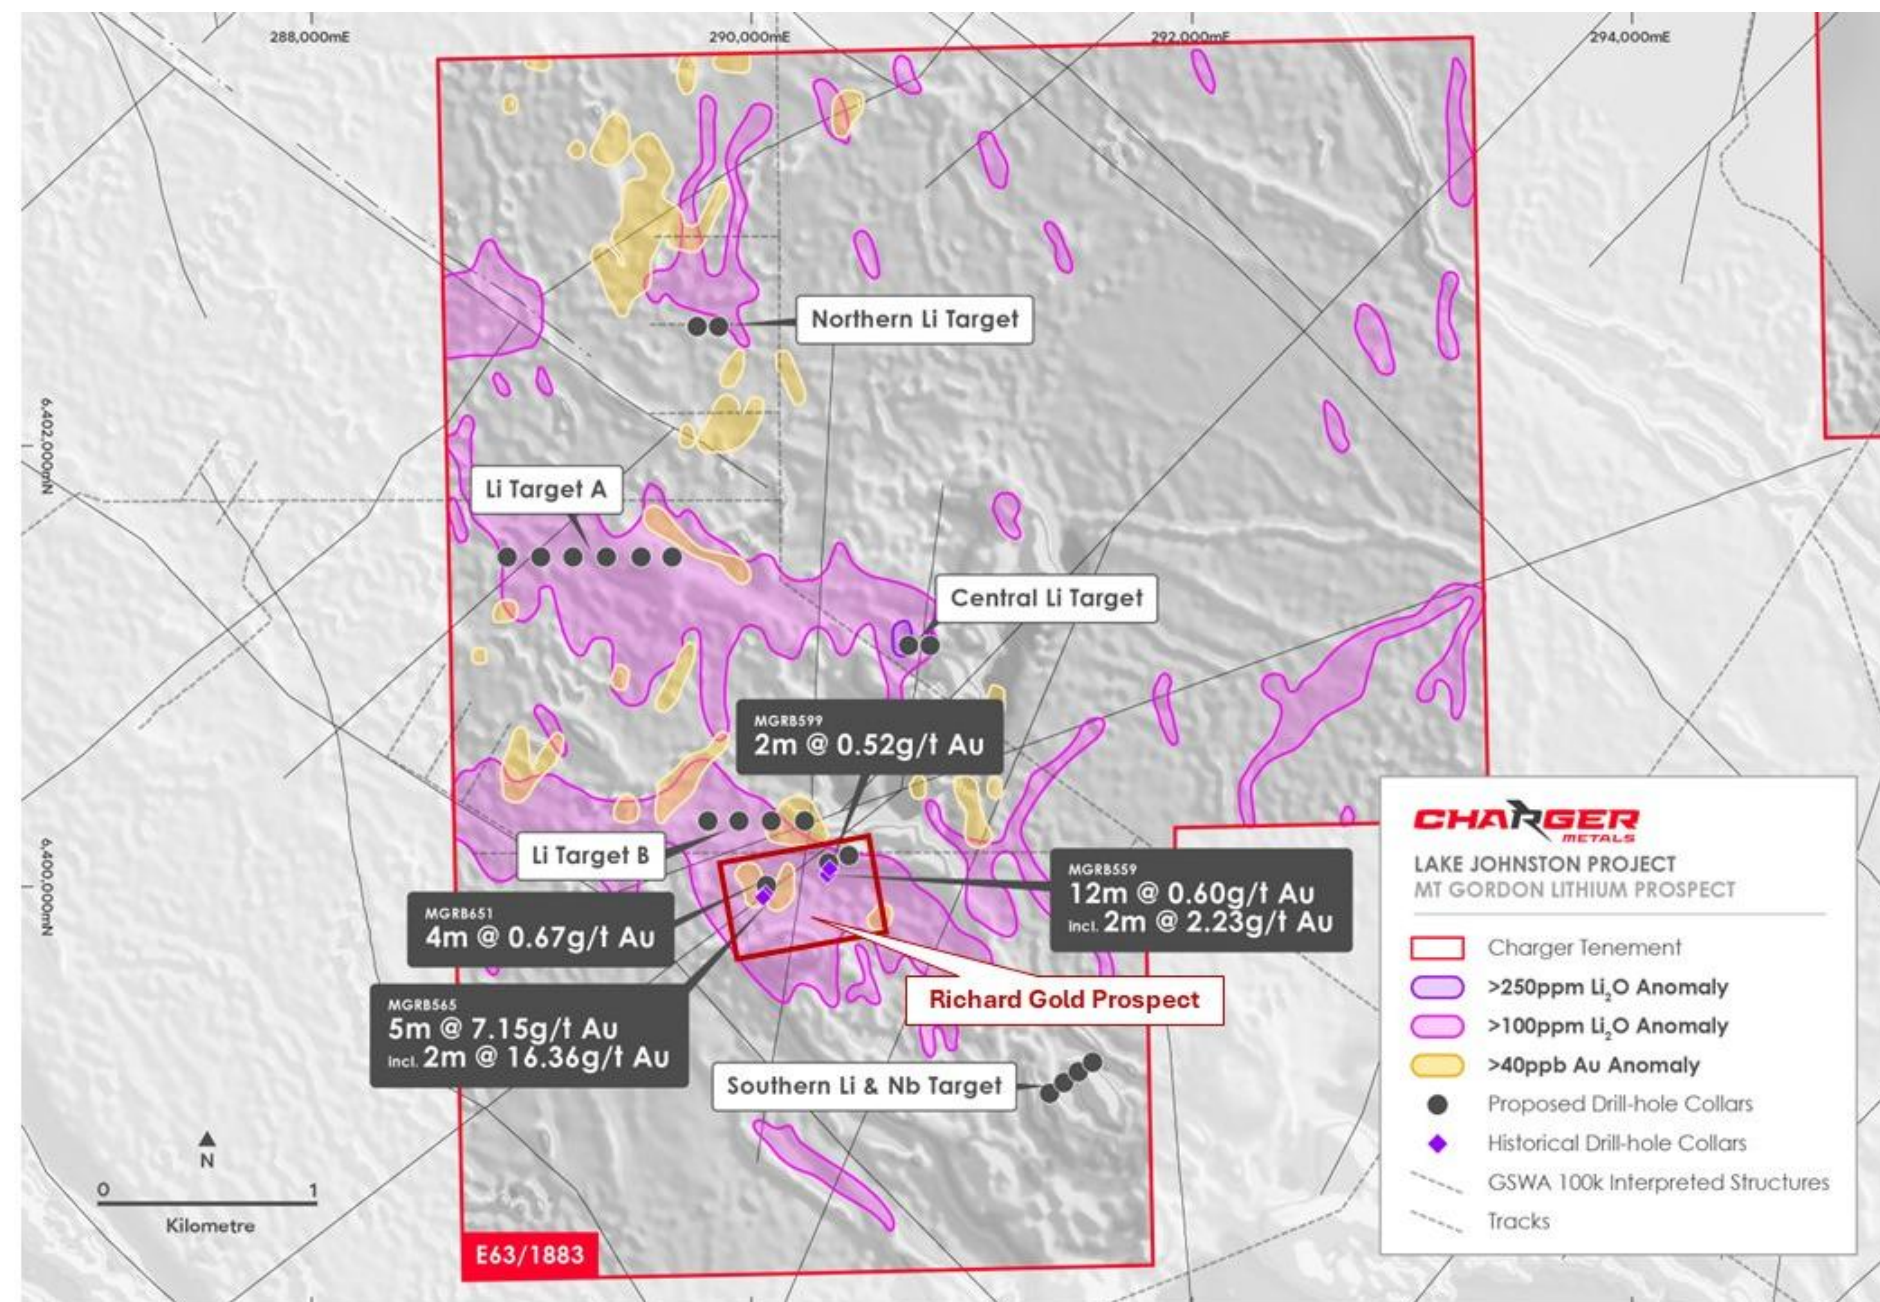 288,000mE
290,000mE
292,000mE
294,000mE
6,402,000mN
6,400,000mN
Northern Li Target
Li Target A
Central Li Target
MGRB599
2m @ 0.52g/t Au
Li Target B
MGRB559
12m @ 0.60g/t Au
incl. 2m @ 2.23g/t Au
MGRB651
4m @ 0.67g/t Au
Richard Gold Prospect
MGRB565
5m @ 7.15g/t Au
incl. 2m @ 16.36g/t Au
Southern Li & Nb Target
N
0 1
Kilometre
E63/1883
CHARGER
METALS
LAKE JOHNSTON PROJECT
MT GORDON LITHIUM PROSPECT
Charger Tenement
>250ppm Li₂O Anomaly
>100ppm Li₂O Anomaly
>40ppb Au Anomaly
Proposed Drill-hole Collars
Historical Drill-hole Collars
GSWA 100k Interpreted Structures
Tracks